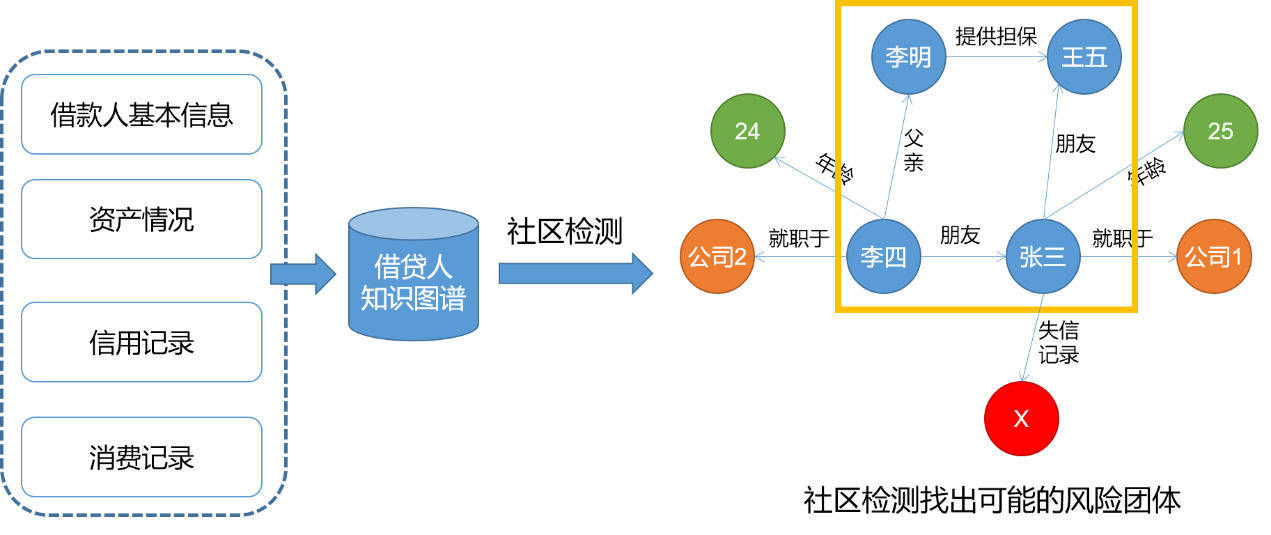 借款人基本信息
资产情况
信用记录
消费记录
借贷人
知识图谱
社区检测
李明
提供担保
王五
24
25
父
亲
朋友
年龄
年龄
公司2
就职于
李四
朋友
张三
就职于
公司1
失信
记录
X
社区检测找出可能的风险团体